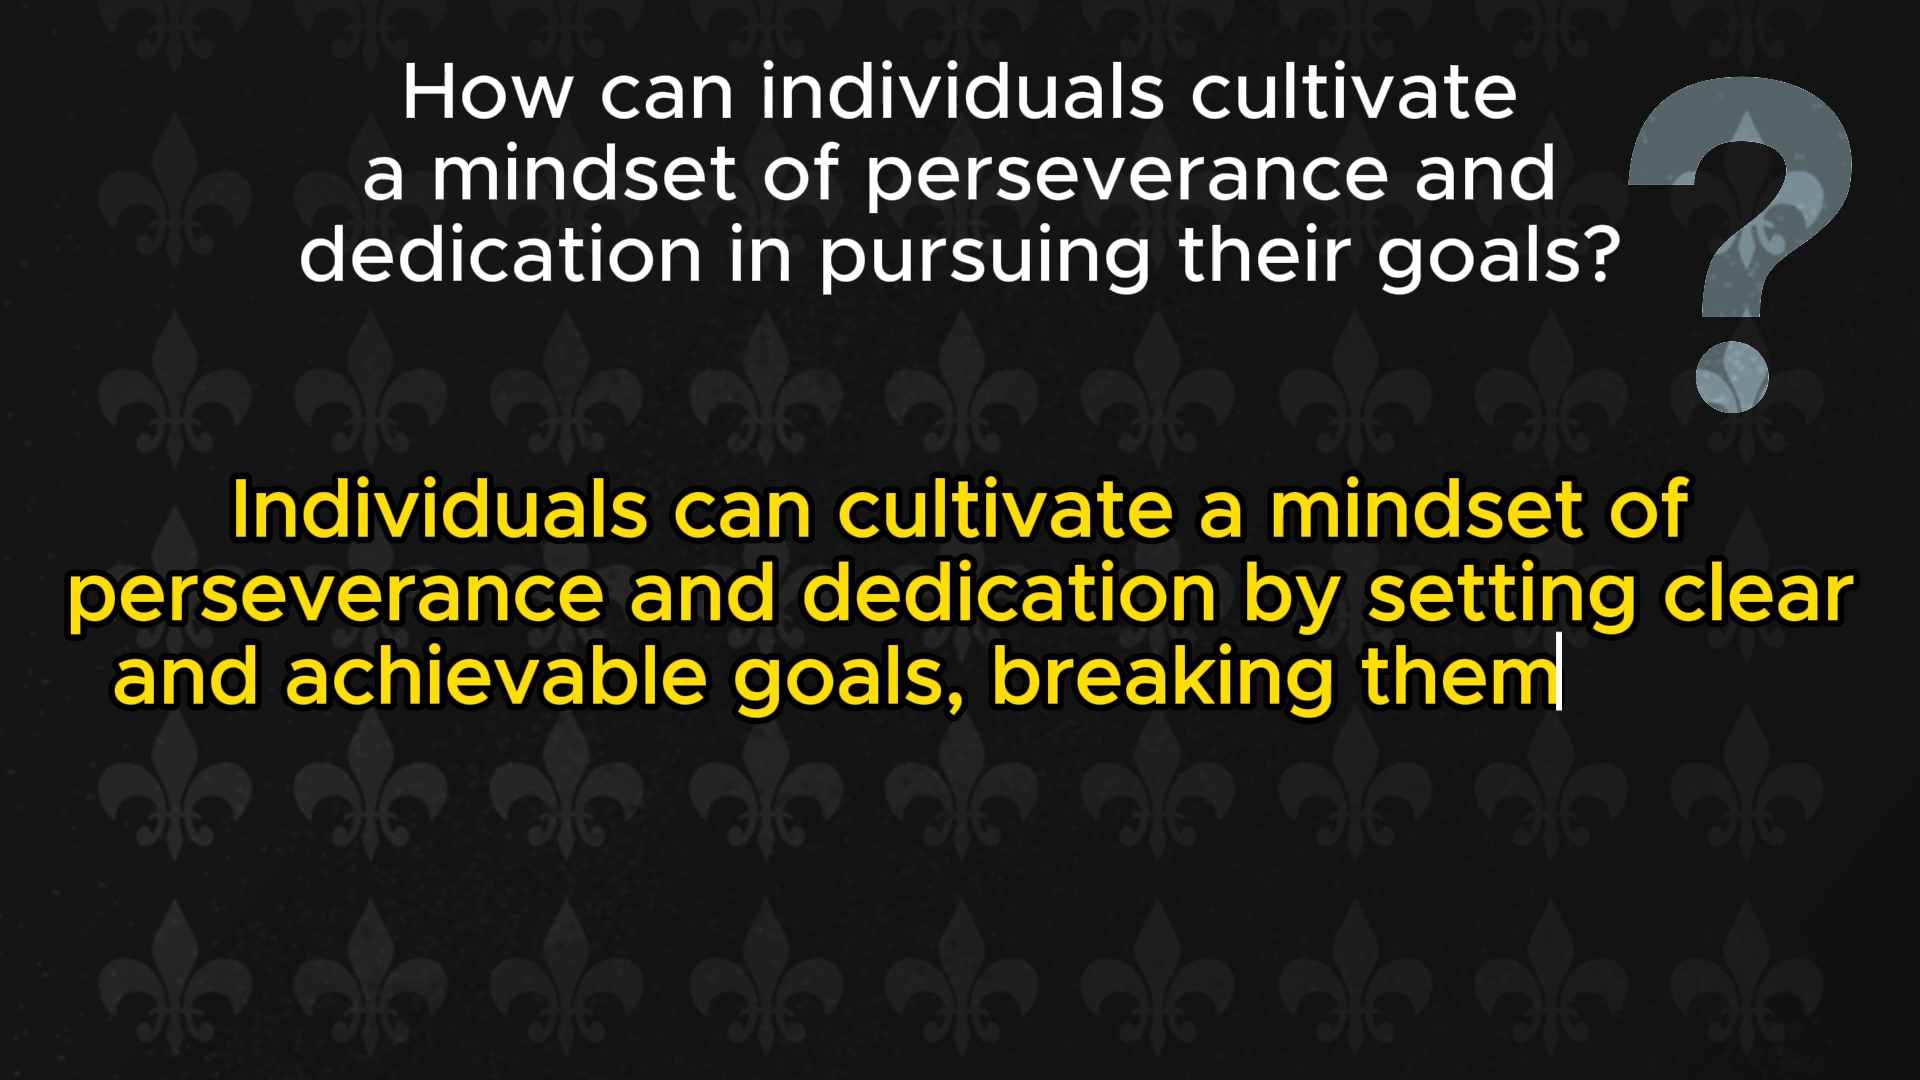 How can individuals cultivate
a mindset of perseverance and
dedication in pursuing their goals?
?
Individuals can cultivate a mindset of
perseverance and dedication by setting clear
and achievable goals, breaking them